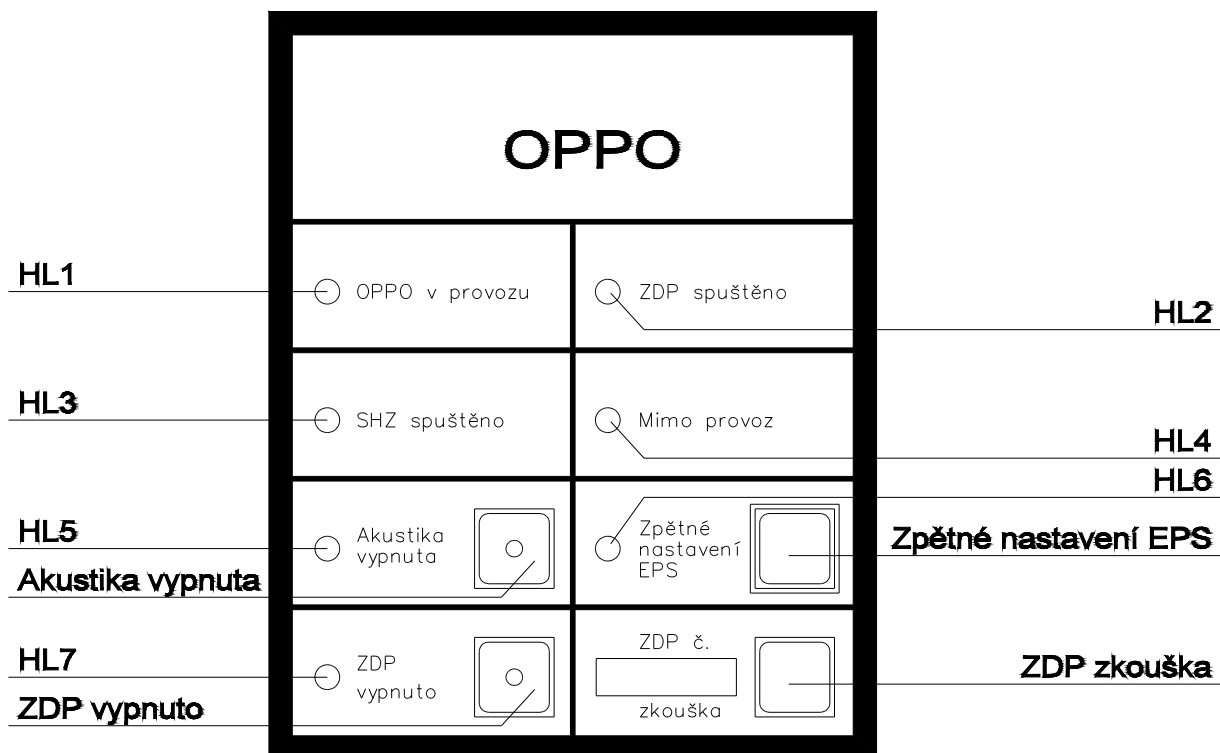 OPPO
HL1
OPPO v provozu
ZDP spuštěno
HL2
HL3
SHZ spuštěno
Mimo provoz
HL4
HL6
HL5
Akustika
vypnuta
Zpětné
nastavení
EPS
Zpětné nastavení EPS
Akustika vypnuta
HL7
ZDP
vypnuto
ZDP č.
zkouška
ZDP zkouška
ZDP vypnuto